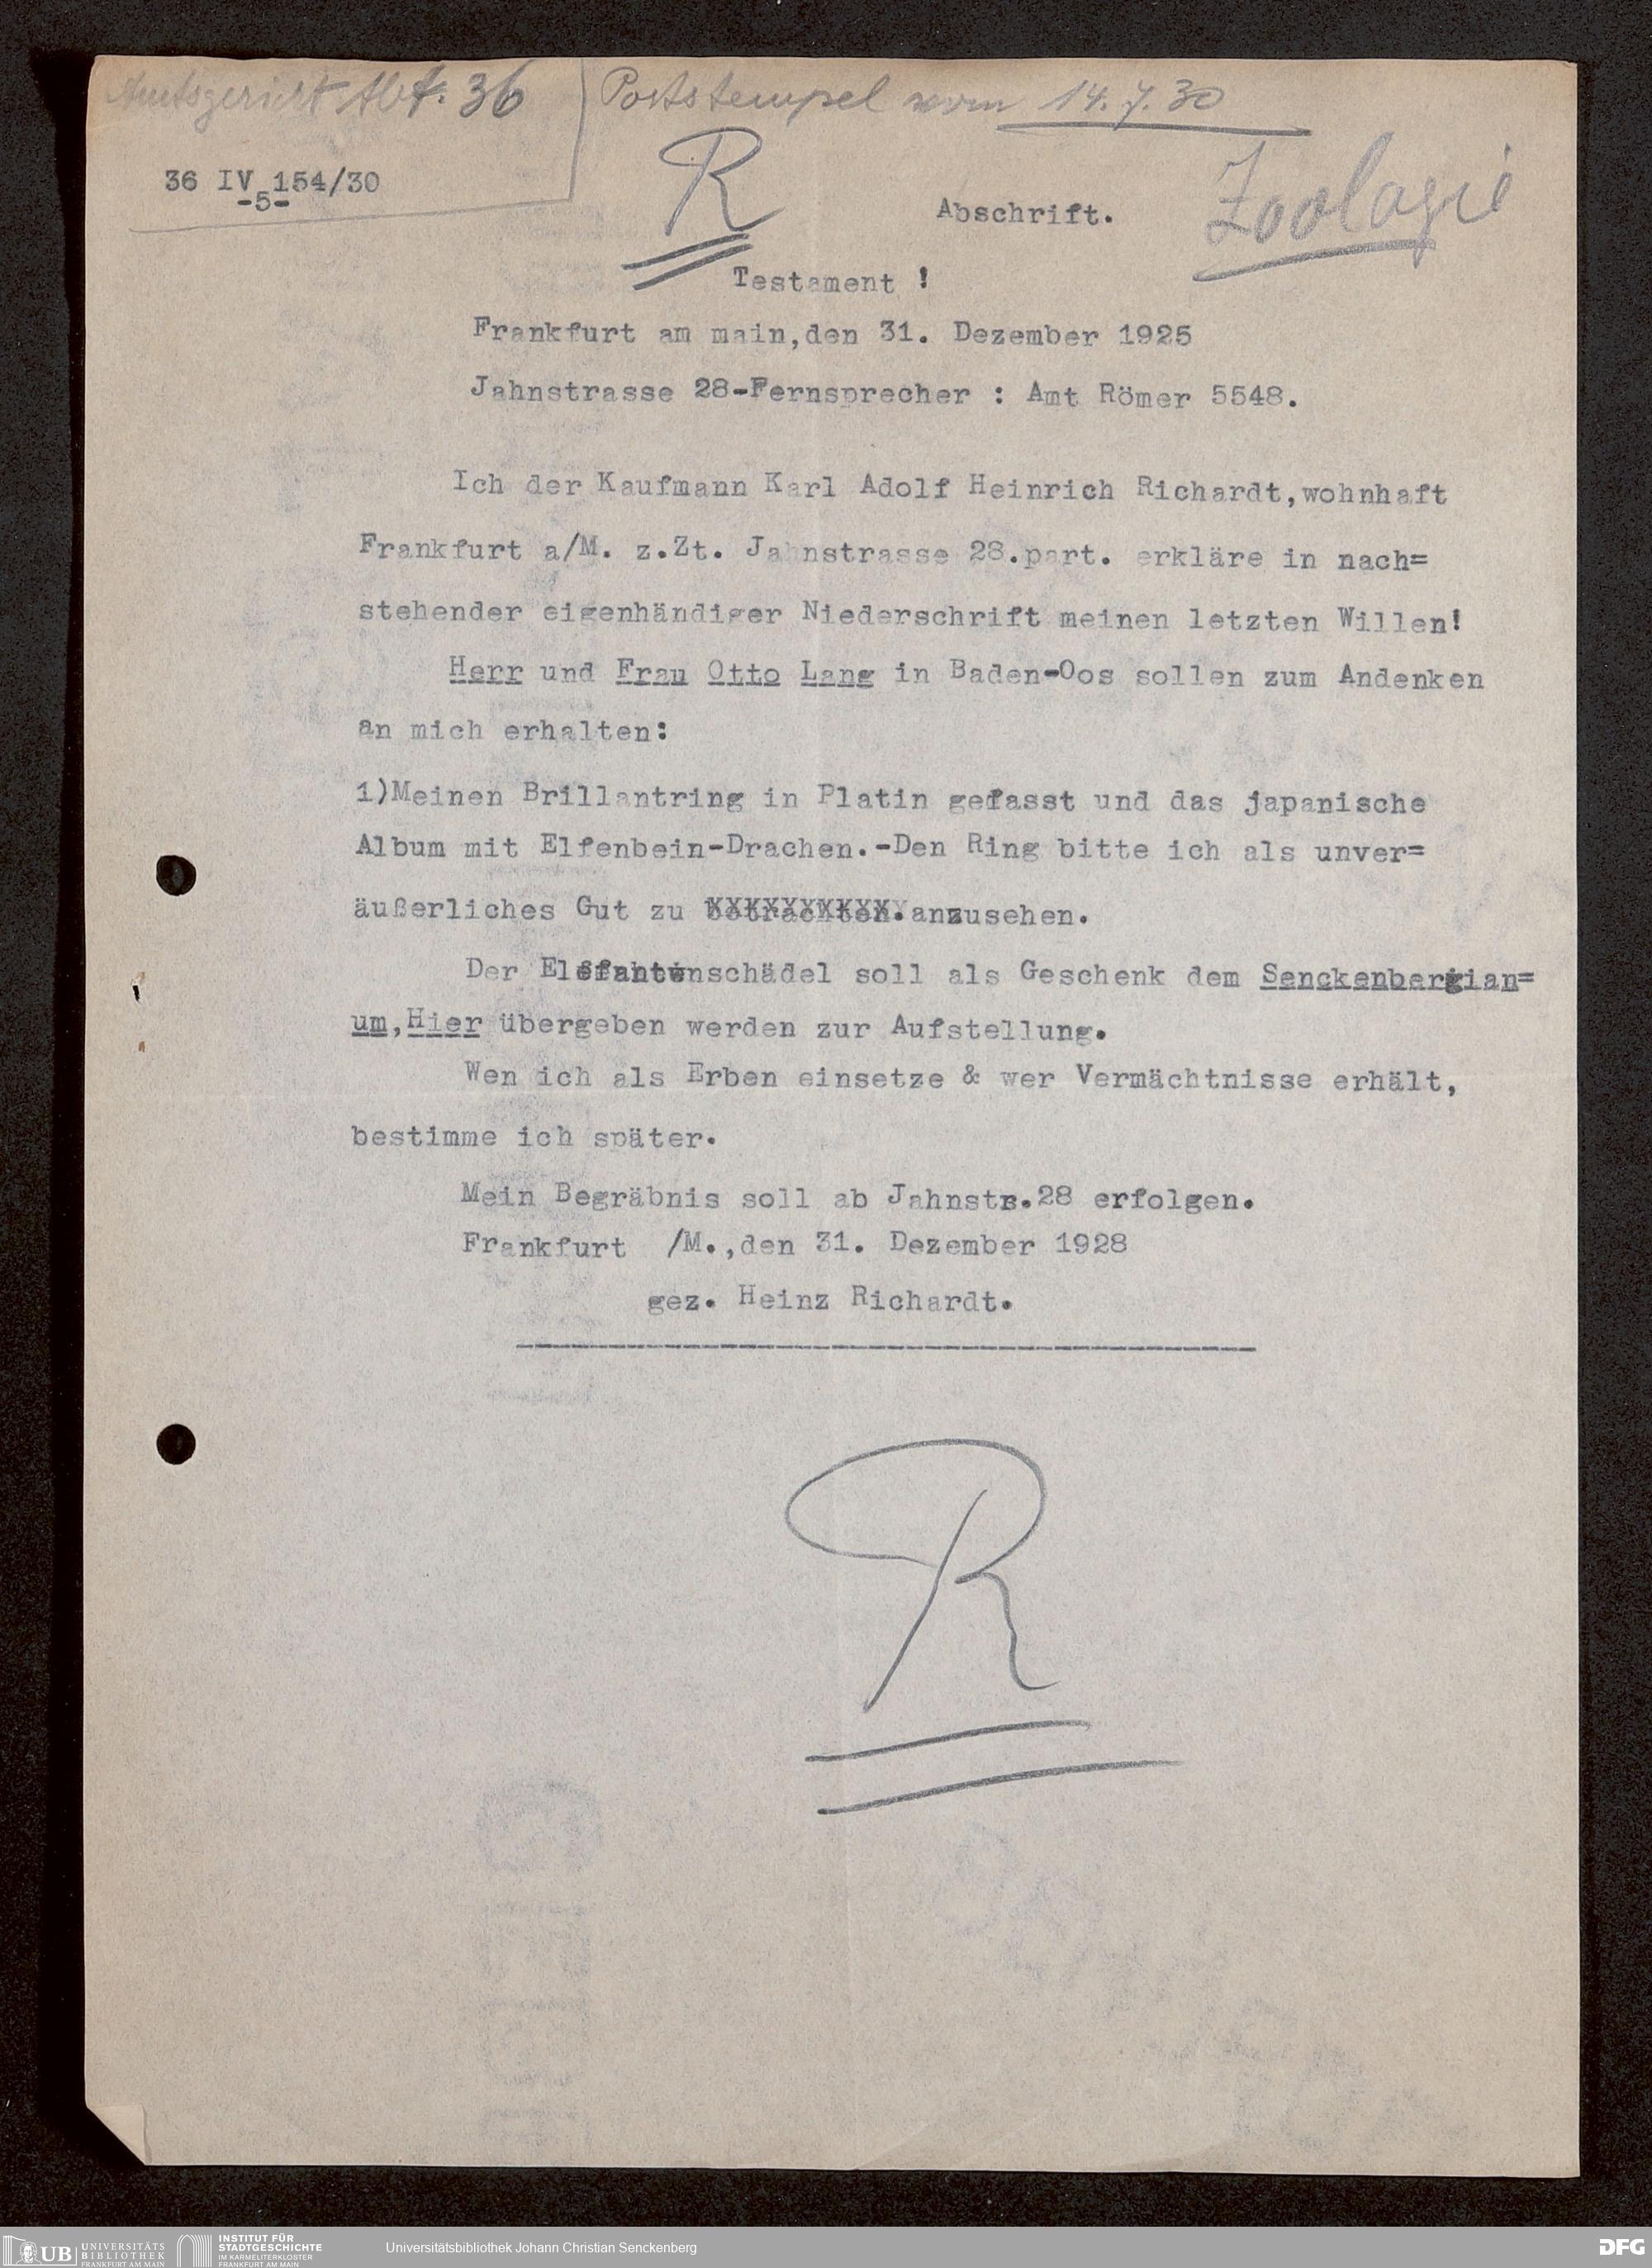 Amtsgericht Abt. 36 Poststempel vom 14.7.30
R
Zoologie
36 IV 154/30
-5-
Abschrift.
Testament !
Frankfurt am main,den 31. Dezember 1925
Jahnstrasse 28-Fernsprecher : Amt Römer 5548.
Ich der Kaufmann Karl Adolf Heinrich Richardt,wohnhaft
Frankfurt a/M. z.Zt. Jahnstrasse 28.part. erkläre in nach=
stehender eigenhändiger Niederschrift meinen letzten Willen!
Herr und Frau Otto Lang in Baden-Oos sollen zum Andenken
an mich erhalten:
1)Meinen Brillantring in Platin gefasst und das japanische
Album mit Elfenbein-Drachen.-Den Ring bitte ich als unver=
äußerliches Gut zu betrachten.anzusehen.
Der Elefantenschädel soll als Geschenk dem Senckenbergian=
um,Hier übergeben werden zur Aufstellung.
Wen ich als Erben einsetze & wer Vermächtnisse erhält,
bestimme ich später.
Mein Begräbnis soll ab Jahnstr.28 erfolgen.
Frankfurt /M.,den 31. Dezember 1928
gez. Heinz Richardt.
R
UB UNIVERSITÄTS
BIBLIOTHEK
FRANKFURT AM MAIN
INSTITUT FÜR
STADTGESCHICHTE
IM KARMELITERKLOSTER
FRANKFURT AM MAIN
Universitätsbibliothek Johann Christian Senckenberg
DFG